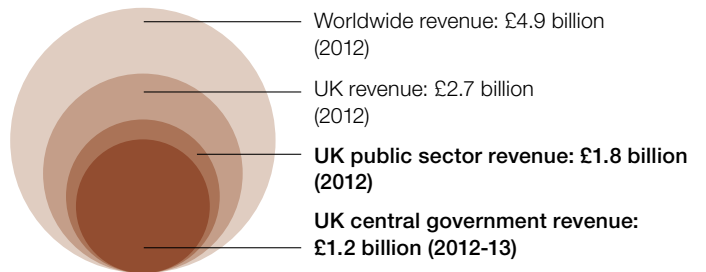 Worldwide revenue: £4.9 billion
(2012)
UK revenue: £2.7 billion
(2012)
UK public sector revenue: £1.8 billion
(2012)
UK central government revenue:
£1.2 billion (2012-13)